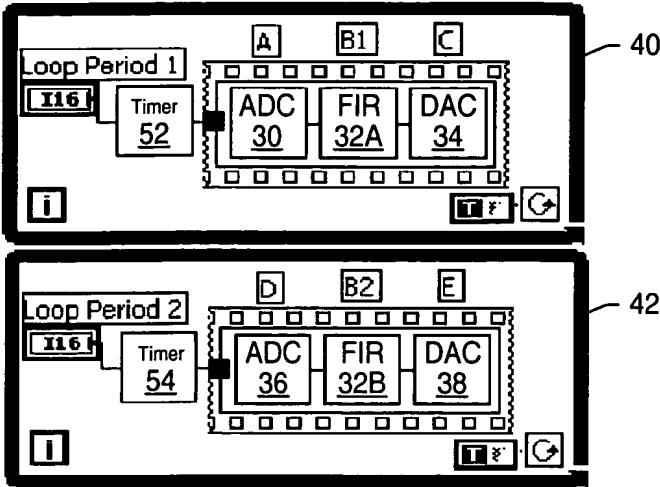 A B1 C
40
Loop Period 1
I16
Timer
52
ADC
30
FIR
32A
DAC
34
i
T F
D B2 E
42
Loop Period 2
I16
Timer
54
ADC
36
FIR
32B
DAC
38
i
T